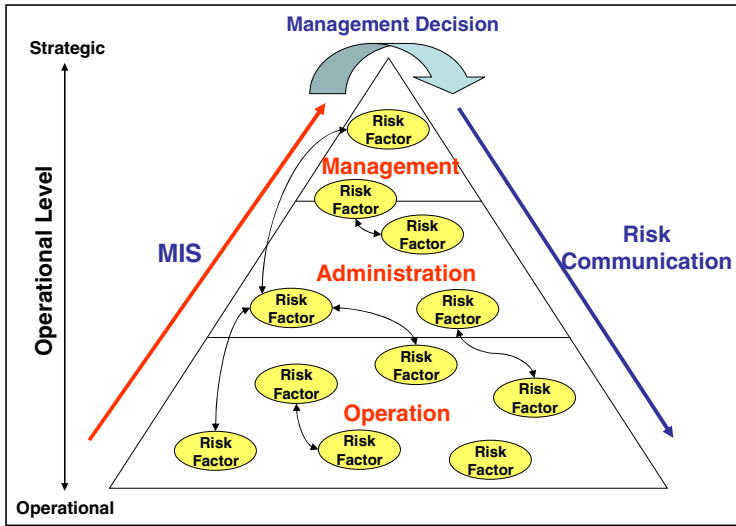 Management Decision
Strategic
Risk
Factor
Management
Risk
Factor
Risk
Factor
MIS
Risk
Communication
Administration
Operational Level
Risk
Factor
Risk
Factor
Risk
Factor
Risk
Factor
Risk
Factor
Operation
Risk
Factor
Risk
Factor
Risk
Factor
Operational